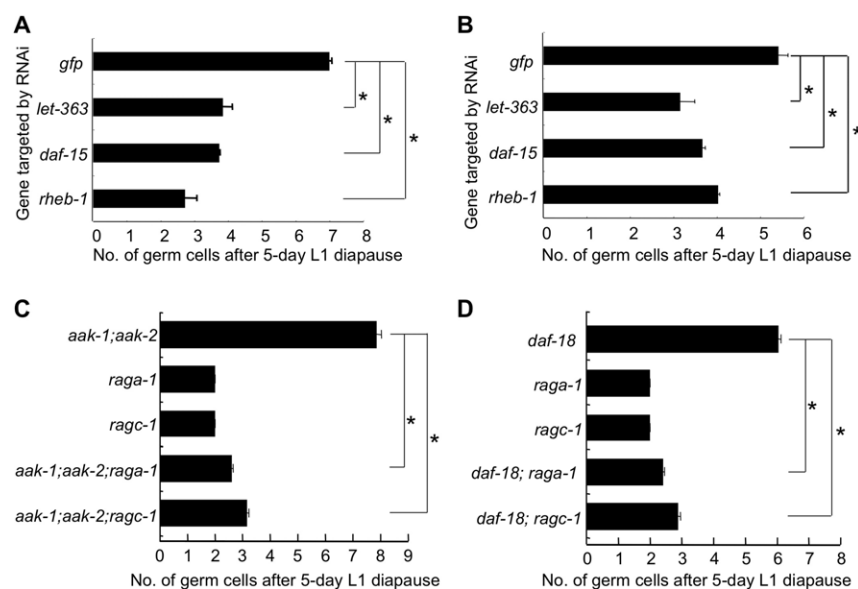 A
Gene targeted by RNAi
gfp
let-363
daf-15
rheb-1
*
*
*
0 1 2 3 4 5 6 7 8
No. of germ cells after 5-day L1 diapause
B
Gene targeted by RNAi
gfp
let-363
daf-15
rheb-1
*
*
*
0 1 2 3 4 5 6
No. of germ cells after 5-day L1 diapause
C
aak-1;aak-2
raga-1
ragc-1
aak-1;aak-2;raga-1
aak-1;aak-2;ragc-1
*
*
0 1 2 3 4 5 6 7 8 9
No. of germ cells after 5-day L1 diapause
D
daf-18
raga-1
ragc-1
daf-18; raga-1
daf-18; ragc-1
*
*
0 1 2 3 4 5 6 7 8
No. of germ cells after 5-day L1 diapause